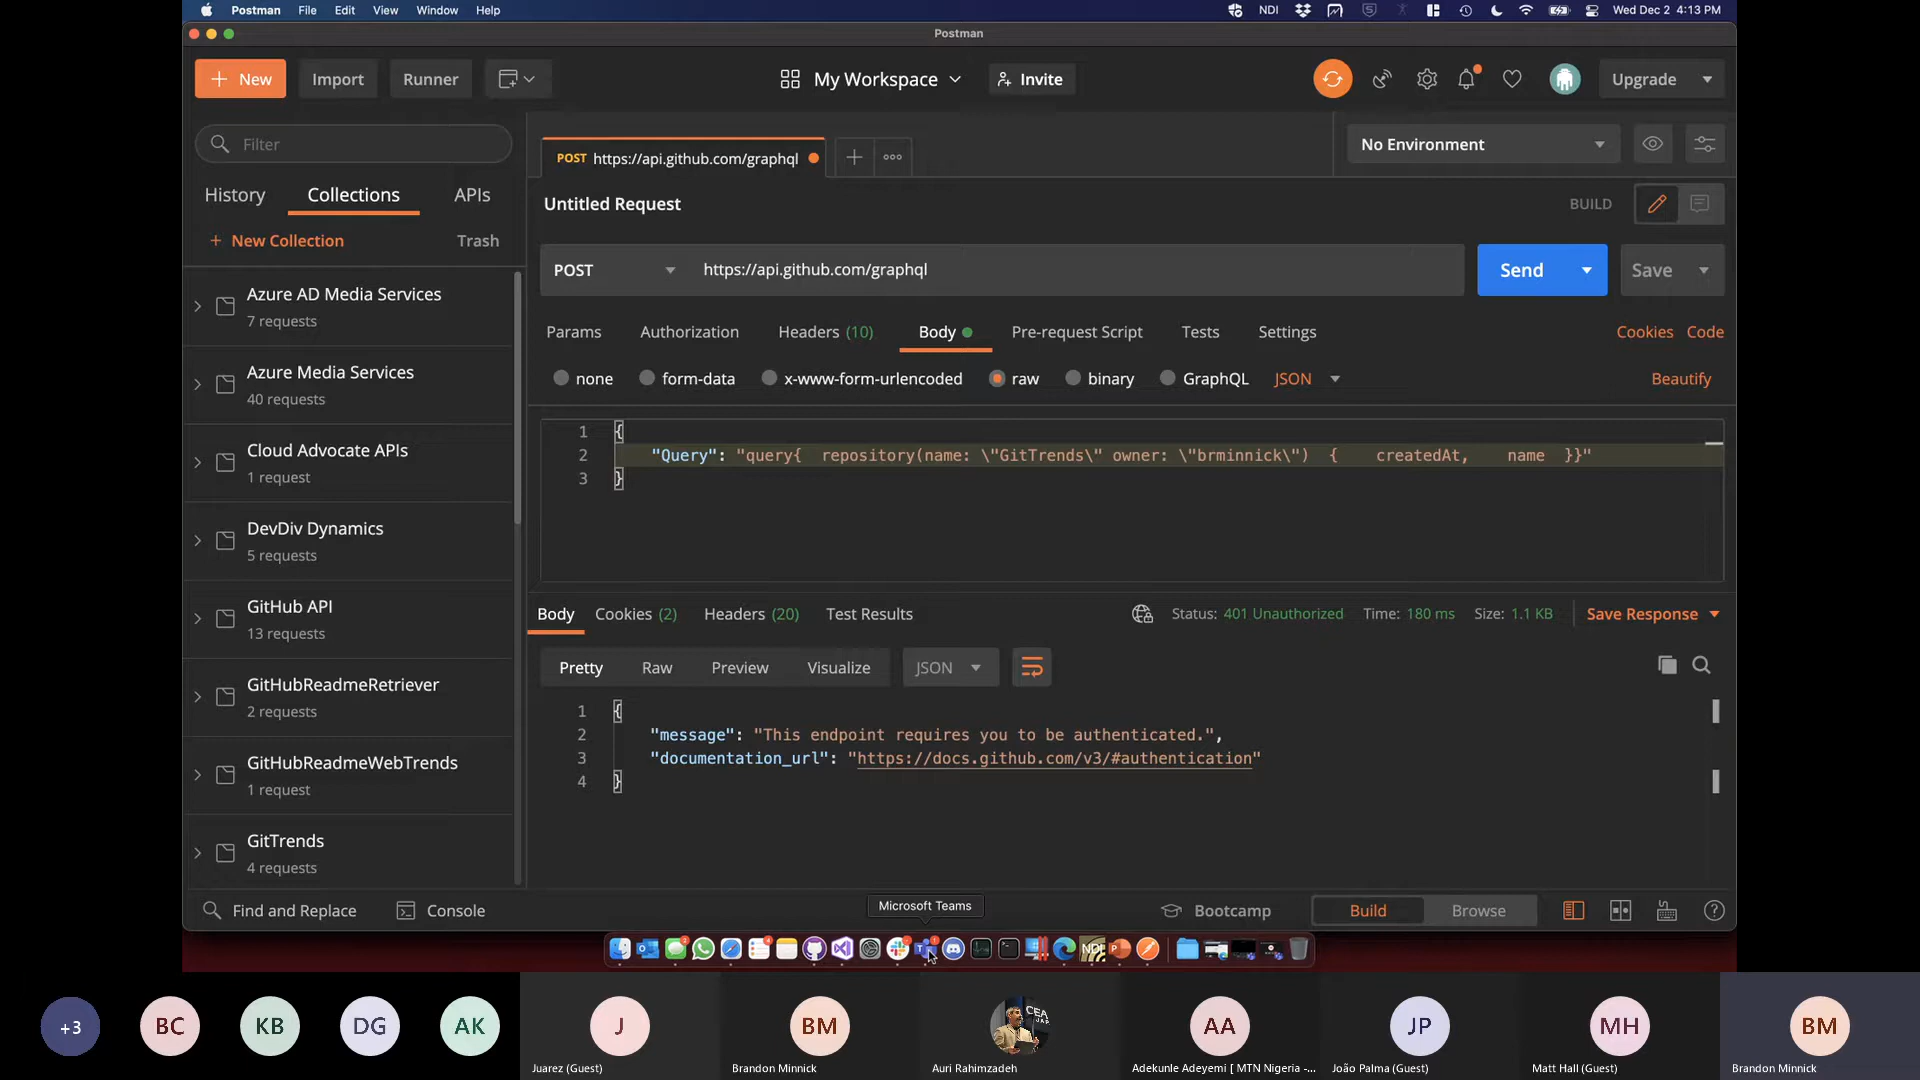 Postman File Edit View Window Help
NDI
Wed Dec 2 4:13 PM
Postman
+ New Import Runner
My Workspace
Invite
Upgrade
Filter
POST https://api.github.com/graphql
No Environment
History Collections APIs
Untitled Request
BUILD
+ New Collection Trash
POST https://api.github.com/graphql
Send Save
Params Authorization Headers (10) Body Pre-request Script Tests Settings
Cookies Code
none form-data x-www-form-urlencoded raw binary GraphQL JSON
Beautify
1 {
2 "Query": "query{  repository(name: \"GitTrends\" owner: \"brminnick\")  {    createdAt,    name  }}"
3 }
Azure AD Media Services
7 requests
Azure Media Services
40 requests
Cloud Advocate APIs
1 request
DevDiv Dynamics
5 requests
GitHub API
13 requests
GitHubReadmeRetriever
2 requests
GitHubReadmeWebTrends
1 request
GitTrends
4 requests
Body Cookies (2) Headers (20) Test Results
Status: 401 Unauthorized Time: 180 ms Size: 1.1 KB
Save Response
Pretty Raw Preview Visualize JSON
1 {
2 "message": "This endpoint requires you to be authenticated.",
3 "documentation_url": "https://docs.github.com/v3/#authentication"
4 }
Find and Replace Console
Microsoft Teams
Bootcamp Build Browse
NDI
+3 BC KB DG AK J BM AA JP MH BM
CEA
Juarez (Guest) Brandon Minnick Auri Rahimzadeh Adekunle Adeyemi [ MTN Nigeria -... João Palma (Guest) Matt Hall (Guest) Brandon Minnick